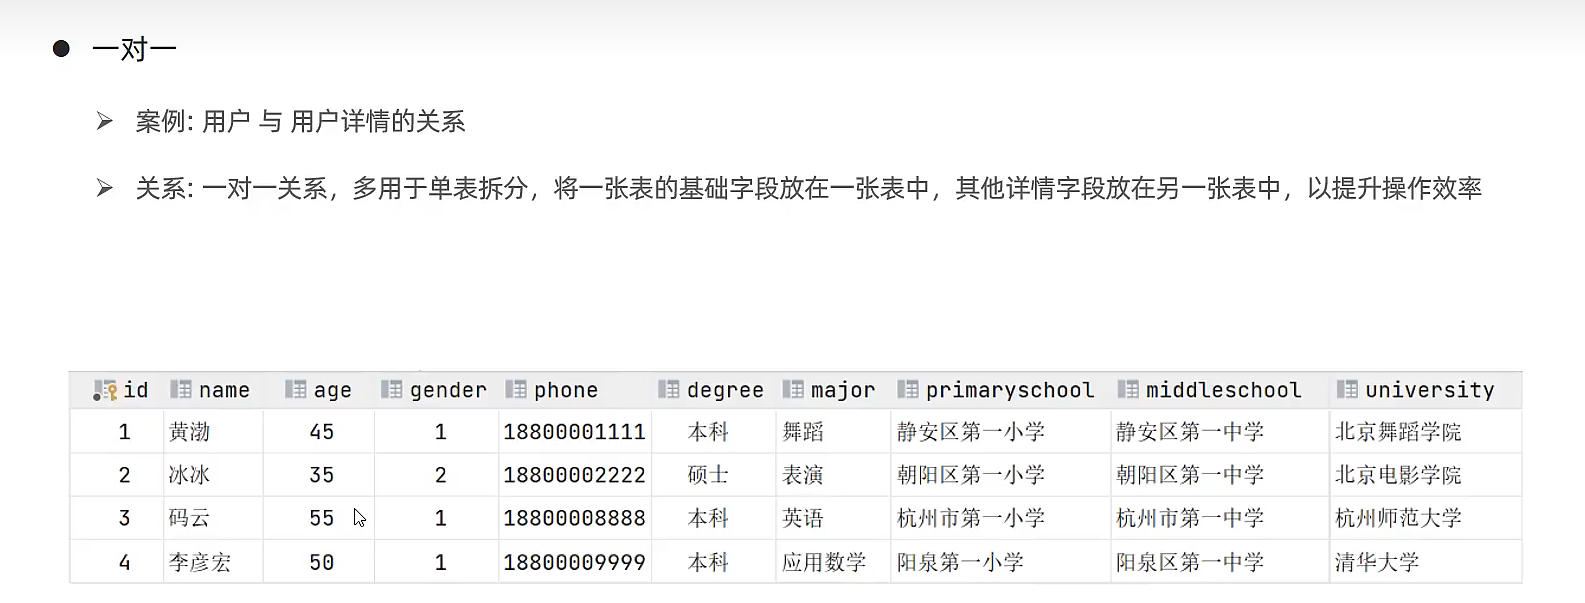 一对一
案例: 用户 与 用户详情的关系
关系: 一对一关系，多用于单表拆分，将一张表的基础字段放在一张表中，其他详情字段放在另一张表中，以提升操作效率
id name age gender phone degree major primaryschool middleschool university
1 黄渤 45 1 18800001111 本科 舞蹈 静安区第一小学 静安区第一中学 北京舞蹈学院
2 冰冰 35 2 18800002222 硕士 表演 朝阳区第一小学 朝阳区第一中学 北京电影学院
3 码云 55 1 18800008888 本科 英语 杭州市第一小学 杭州市第一中学 杭州师范大学
4 李彦宏 50 1 18800009999 本科 应用数学 阳泉第一小学 阳泉区第一中学 清华大学